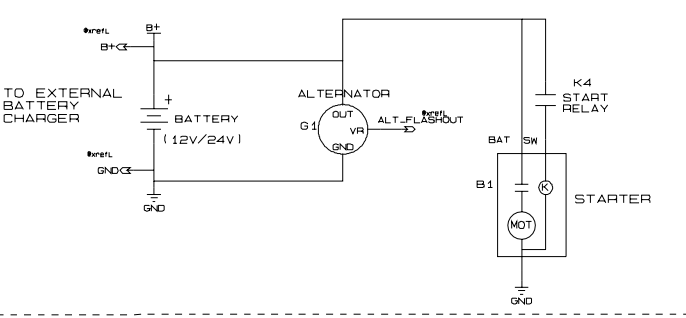 @xrefL
B+
B+
TO EXTERNAL
BATTERY
CHARGER
+
BATTERY
(12V/24V)
@xrefL
GND
GND
ALTERNATOR
OUT
G1
VR
GND
@xrefL
ALT_FLASHOUT
K4
START
RELAY
BAT
SW
B1
K
STARTER
MOT
GND